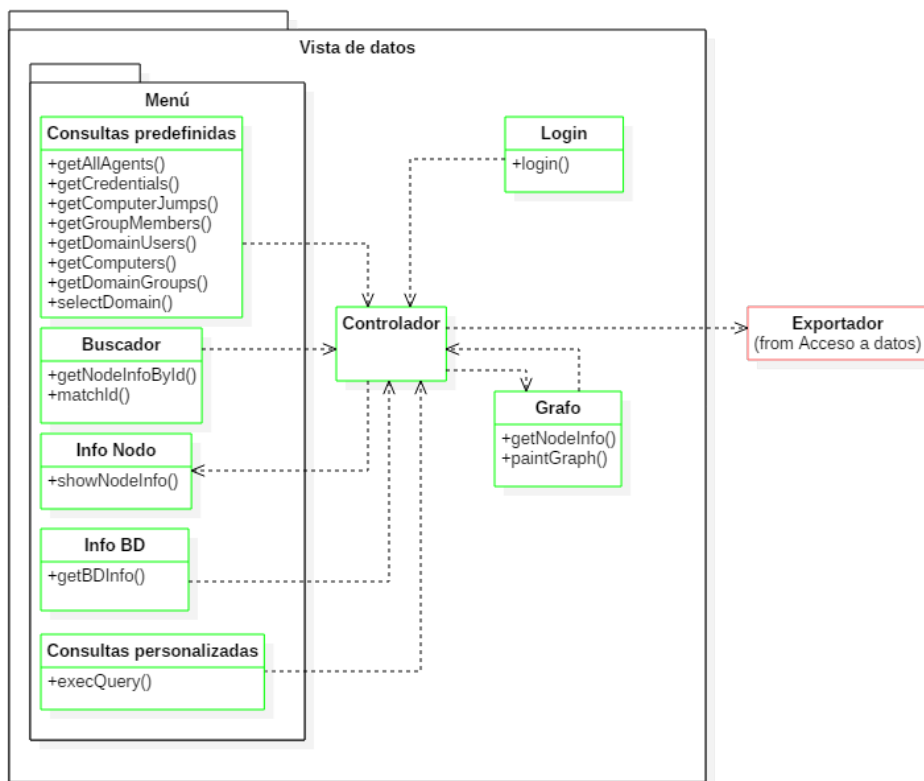 Vista de datos
Menú
Consultas predefinidas
+getAllAgents()
+getCredentials()
+getComputerJumps()
+getGroupMembers()
+getDomainUsers()
+getComputers()
+getDomainGroups()
+selectDomain()
Buscador
+getNodeInfoById()
+matchId()
Info Nodo
+showNodeInfo()
Info BD
+getBDInfo()
Consultas personalizadas
+execQuery()
Login
+login()
Controlador
Grafo
+getNodeInfo()
+paintGraph()
Exportador
(from Acceso a datos)